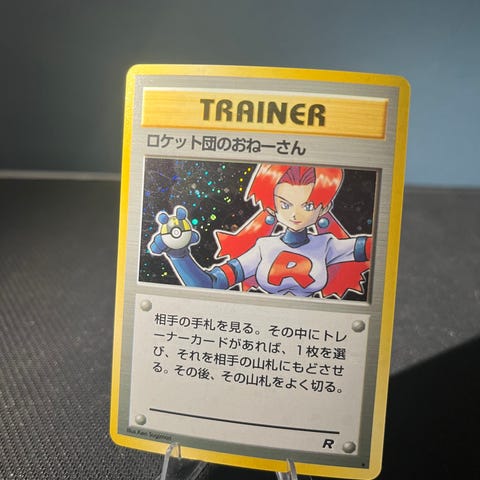 TRAINER
ロケット団のおねーさん
R
相手の手札を見る。その中にトレ
ーナーカードがあれば、1枚を選
び、それを相手の山札にもどさせ
る。その後、その山札をよく切る。
Illus. Ken Sugimori
R